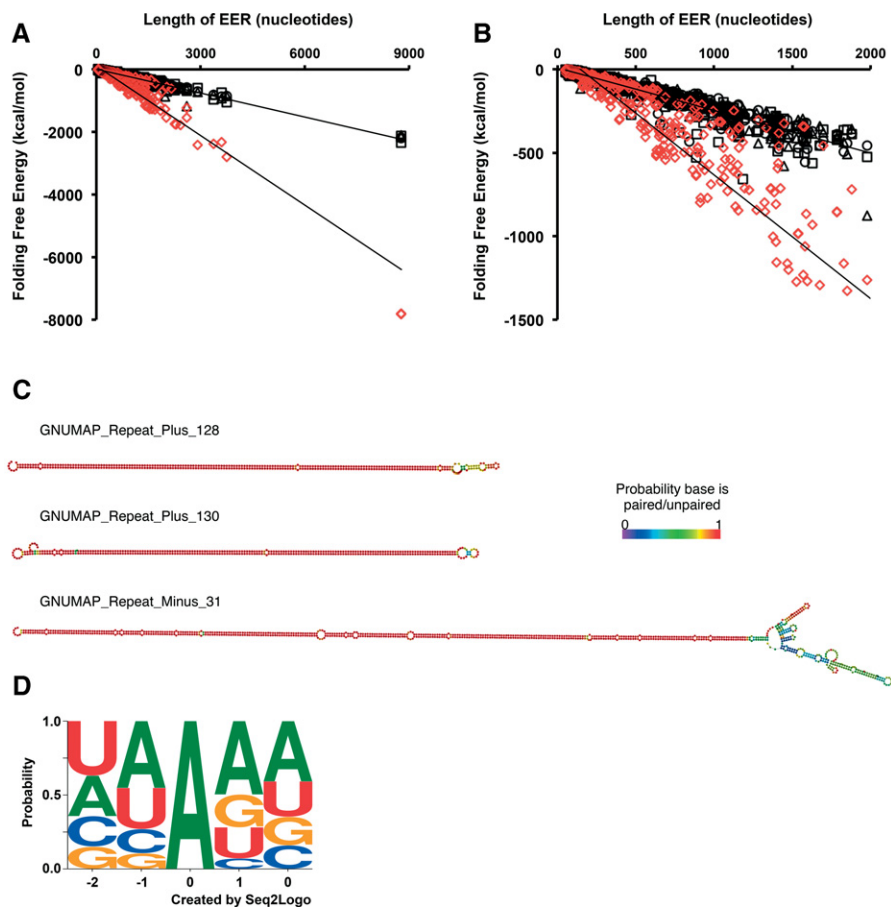 A
Length of EER (nucleotides)
0 3000 6000 9000
Folding Free Energy (kcal/mol)
0
-2000
-4000
-6000
-8000
B
Length of EER (nucleotides)
0 500 1000 1500 2000
Folding Free Energy (kcal/mol)
0
-500
-1000
-1500
C
GNUMAP_Repeat_Plus_128
GNUMAP_Repeat_Plus_130
GNUMAP_Repeat_Minus_31
Probability base is
paired/unpaired
0 1
D
Probability
1.0
0.5
0.0
U A A A A
A U G U
C C U G
G G C C
-2 -1 0 1 0
Created by Seq2Logo